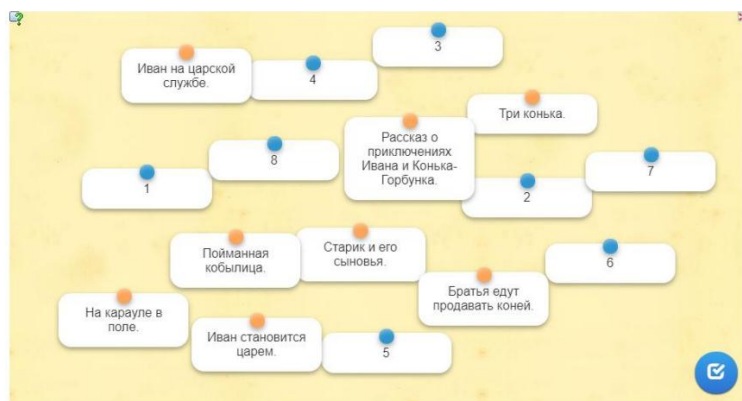 3
Иван на царской
службе.
4
Три конька.
Рассказ о
приключениях
Ивана и Конька-
Горбунка.
8
7
1
2
Пойманная
кобылица.
Старик и его
сыновья.
6
Братья едут
продавать коней.
На карауле в
поле.
Иван становится
царем.
5